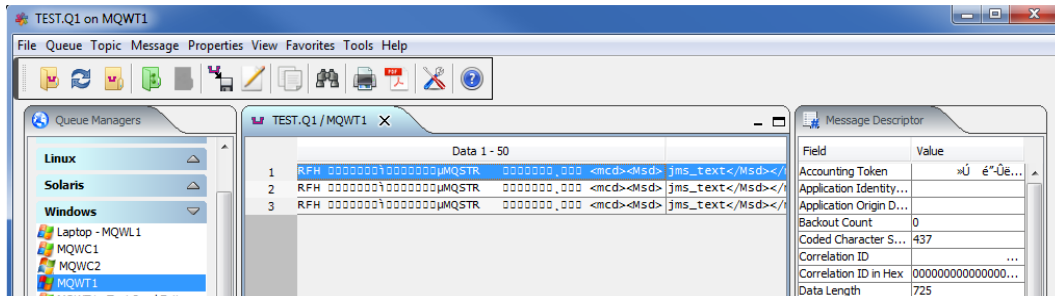 TEST.Q1 on MQWT1
File Queue Topic Message Properties View Favorites Tools Help
PDF
Queue Managers
Linux
Solaris
Windows
Laptop - MQWL1
MQWC1
MQWC2
MQWT1
TEST.Q1 / MQWT1
Data 1 - 50
1 RFH □□□□□□□ì□□□□□□□µMQSTR □□□□□□□¸□□□ <mcd><Msd>jms_text</Msd></
2 RFH □□□□□□□ì□□□□□□□µMQSTR □□□□□□□¸□□□ <mcd><Msd>jms_text</Msd></
3 RFH □□□□□□□ì□□□□□□□µMQSTR □□□□□□□¸□□□ <mcd><Msd>jms_text</Msd></
Message Descriptor
Field Value
Accounting Token »Ú é"-Ûë...
Application Identity...
Application Origin D...
Backout Count 0
Coded Character S... 437
Correlation ID ...
Correlation ID in Hex 000000000000000...
Data Length 725